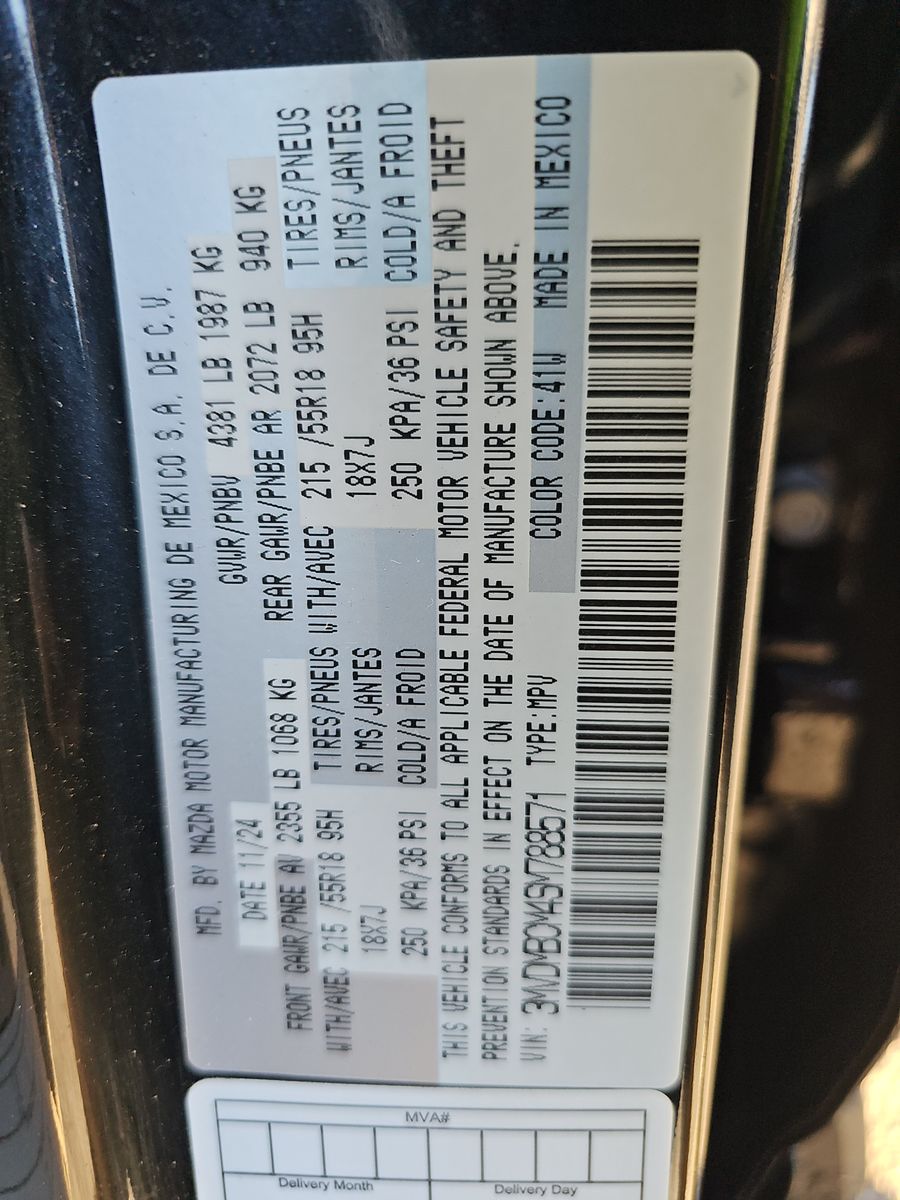 MFD. BY MAZDA MOTOR MANUFACTURING DE MEXICO S.A. DE C.V.
DATE 11/24 GVWR/PNBV 4381 LB 1987 KG
FRONT GAWR/PNBE AV 2355 LB 1068 KG REAR GAWR/PNBE AR 2072 LB 940 KG
WITH/AVEC 215 /55R18 95H TIRES/PNEUS WITH/AVEC 215 /55R18 95H TIRES/PNEUS
18X7J RIMS/JANTES 18X7J RIMS/JANTES
250 KPA/36 PSI COLD/A FROID 250 KPA/36 PSI COLD/A FROID
THIS VEHICLE CONFORMS TO ALL APPLICABLE FEDERAL MOTOR VEHICLE SAFETY AND THEFT
PREVENTION STANDARDS IN EFFECT ON THE DATE OF MANUFACTURE SHOWN ABOVE.
VIN: 3MVDMBCM4SM788571 TYPE:MPV COLOR CODE:41W MADE IN MEXICO
MVA#
Delivery Month Delivery Day